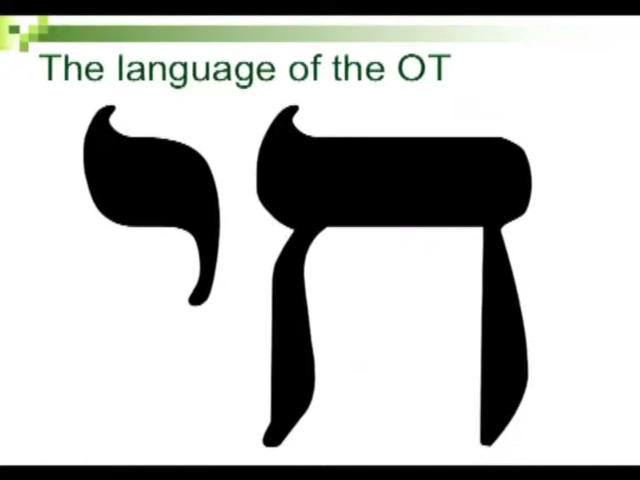 The language of the OT
חי